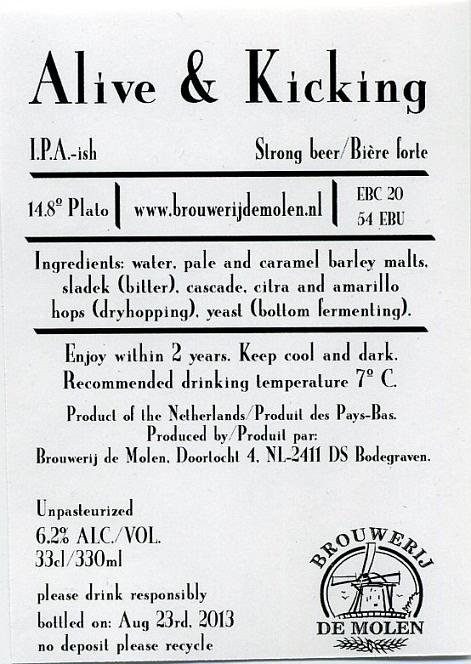 Alive & Kicking
I.P.A.-ish Strong beer/Bière forte
14.8º Plato www.brouwerijdemolen.nl EBC 20
54 EBU
Ingredients: water, pale and caramel barley malts,
sladek (bitter), cascade, citra and amarillo
hops (dryhopping), yeast (bottom fermenting).
Enjoy within 2 years. Keep cool and dark.
Recommended drinking temperature 7º C.
Product of the Netherlands/Produit des Pays-Bas.
Produced by/Produit par:
Brouwerij de Molen, Doortocht 4, NL-2411 DS Bodegraven.
Unpasteurized
6.2% ALC./VOL.
33cl/330ml
please drink responsibly
bottled on: Aug 23rd, 2013
no deposit please recycle
BROUWERIJ
DE MOLEN